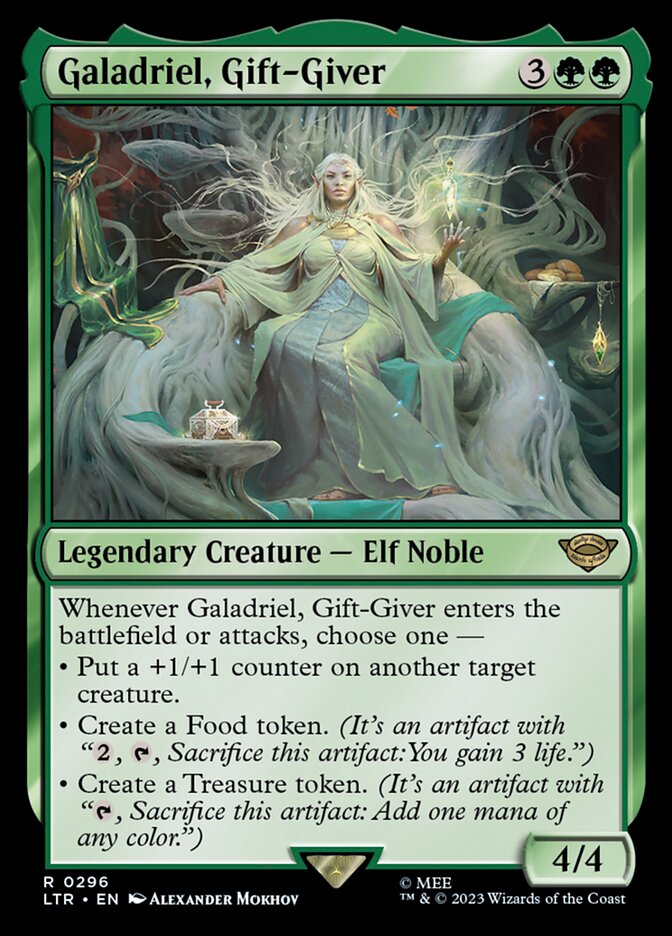 Galadriel, Gift-Giver 3
Legendary Creature — Elf Noble
Whenever Galadriel, Gift-Giver enters the
battlefield or attacks, choose one —
• Put a +1/+1 counter on another target
creature.
• Create a Food token. (It's an artifact with
“2, , Sacrifice this artifact:You gain 3 life.”)
• Create a Treasure token. (It's an artifact with
“, Sacrifice this artifact: Add one mana of
any color.”)
4/4
R 0296
LTR • EN Alexander Mokhov
© MEE
™ & © 2023 Wizards of the Coast